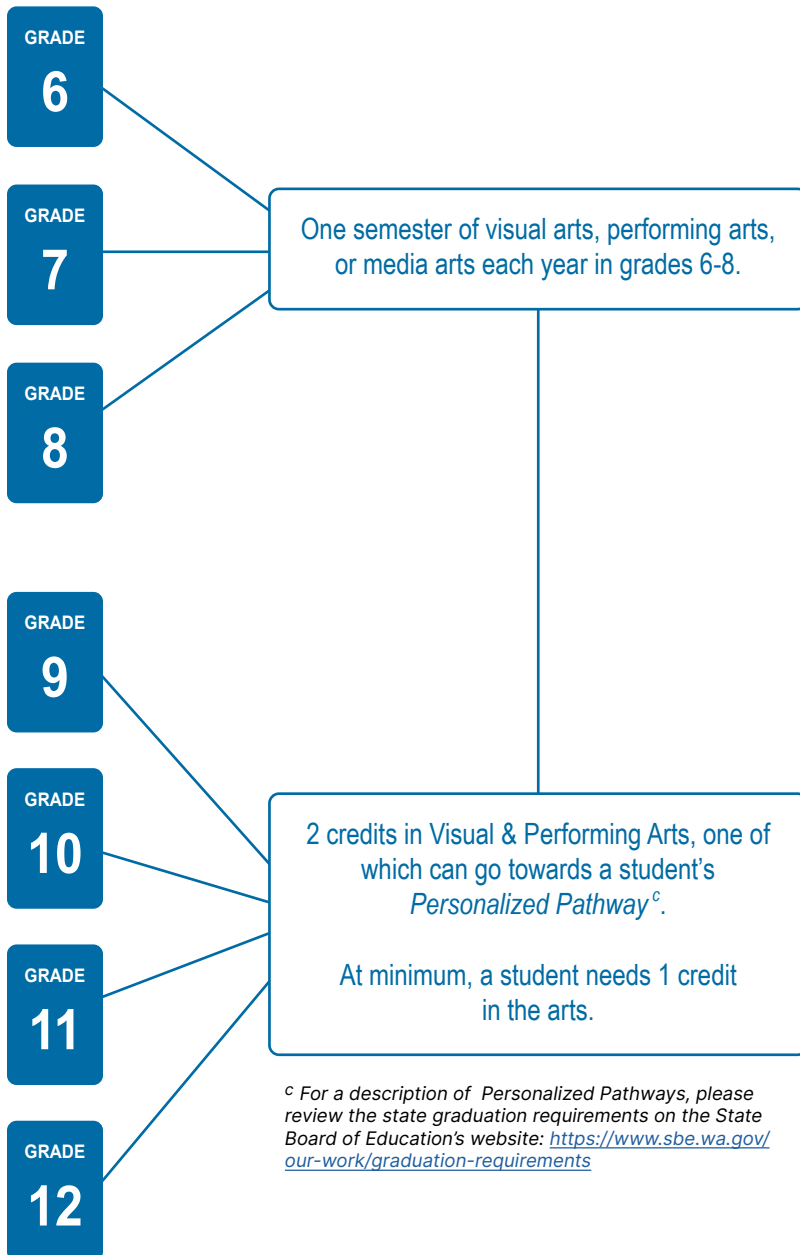 GRADE
6
GRADE
7
GRADE
8
One semester of visual arts, performing arts,
or media arts each year in grades 6-8.
GRADE
9
GRADE
10
GRADE
11
GRADE
12
2 credits in Visual & Performing Arts, one of
which can go towards a student’s
Personalized Pathway c.
At minimum, a student needs 1 credit
in the arts.
c For a description of Personalized Pathways, please
review the state graduation requirements on the State
Board of Education’s website: https://www.sbe.wa.gov/
our-work/graduation-requirements